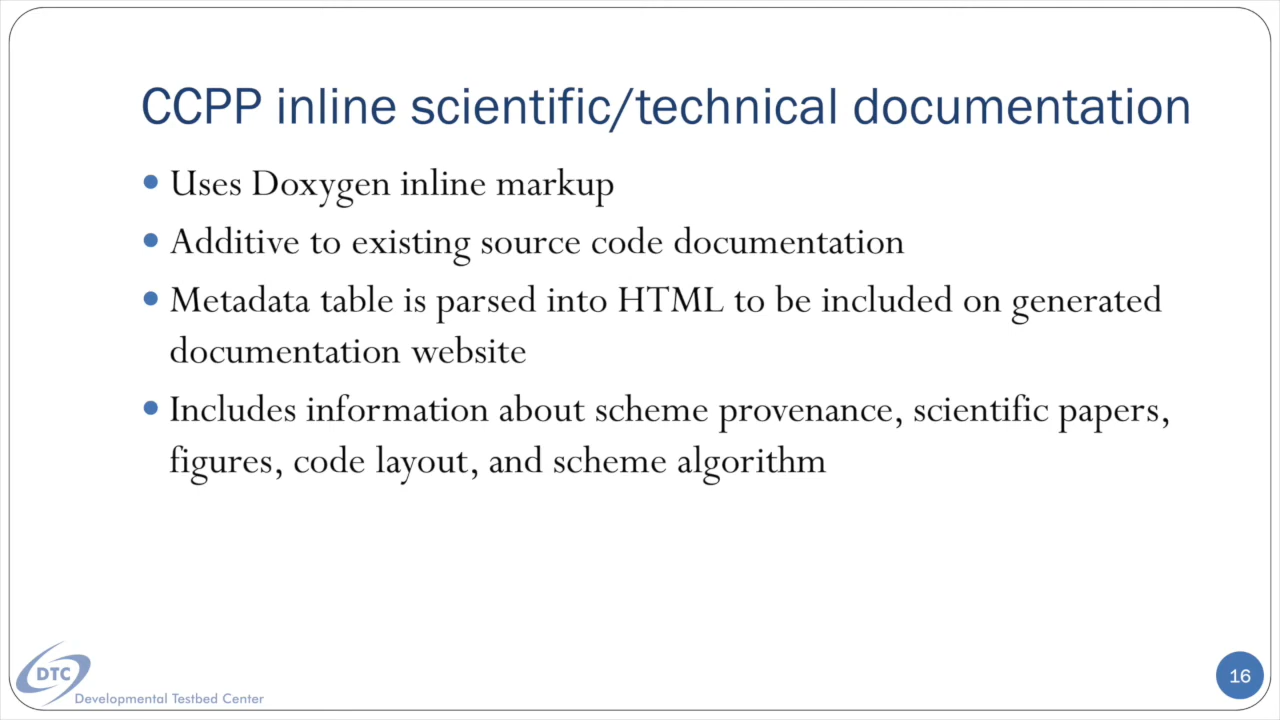 CCPP inline scientific/technical documentation
• Uses Doxygen inline markup
• Additive to existing source code documentation
• Metadata table is parsed into HTML to be included on generated
documentation website
• Includes information about scheme provenance, scientific papers,
figures, code layout, and scheme algorithm
DTC
Developmental Testbed Center
16